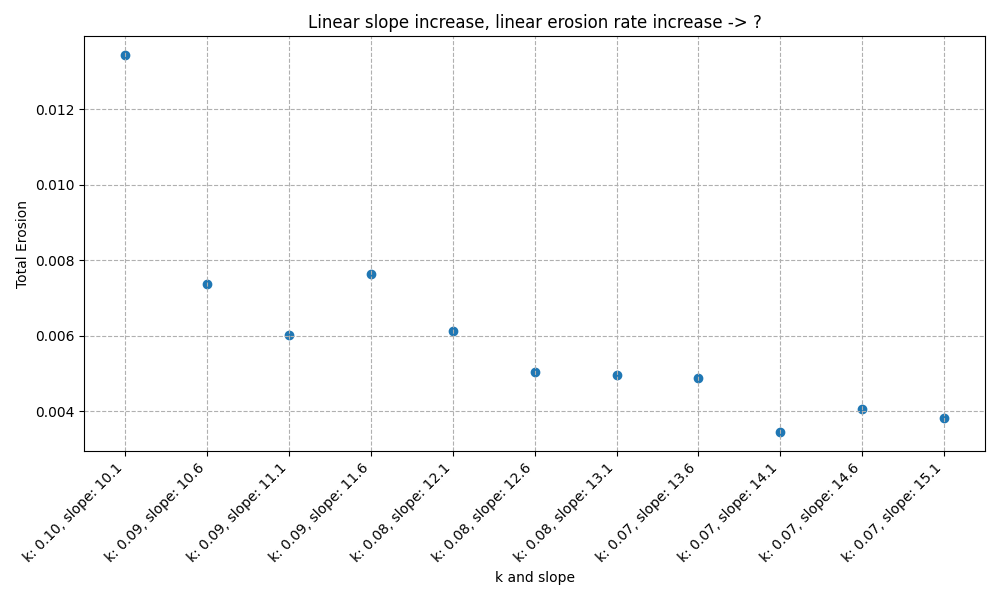 Linear slope increase, linear erosion rate increase -> ?
Total Erosion
0.012
0.010
0.008
0.006
0.004
k: 0.10, slope: 10.1
k: 0.09, slope: 10.6
k: 0.09, slope: 11.1
k: 0.09, slope: 11.6
k: 0.08, slope: 12.1
k: 0.08, slope: 12.6
k: 0.08, slope: 13.1
k: 0.07, slope: 13.6
k: 0.07, slope: 14.1
k: 0.07, slope: 14.6
k: 0.07, slope: 15.1
k and slope